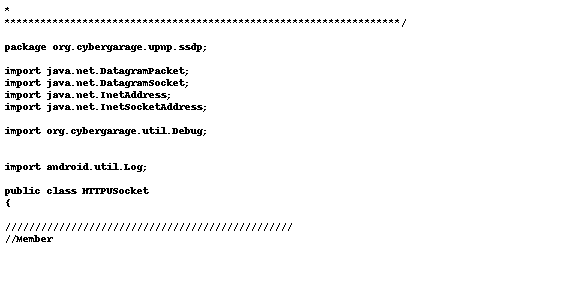 *
******************************************************************/

package org.cybergarage.upnp.ssdp;

import java.net.DatagramPacket;
import java.net.DatagramSocket;
import java.net.InetAddress;
import java.net.InetSocketAddress;

import org.cybergarage.util.Debug;

import android.util.Log;

public class HTTPUSocket
{

////////////////////////////////////////////////
//Member